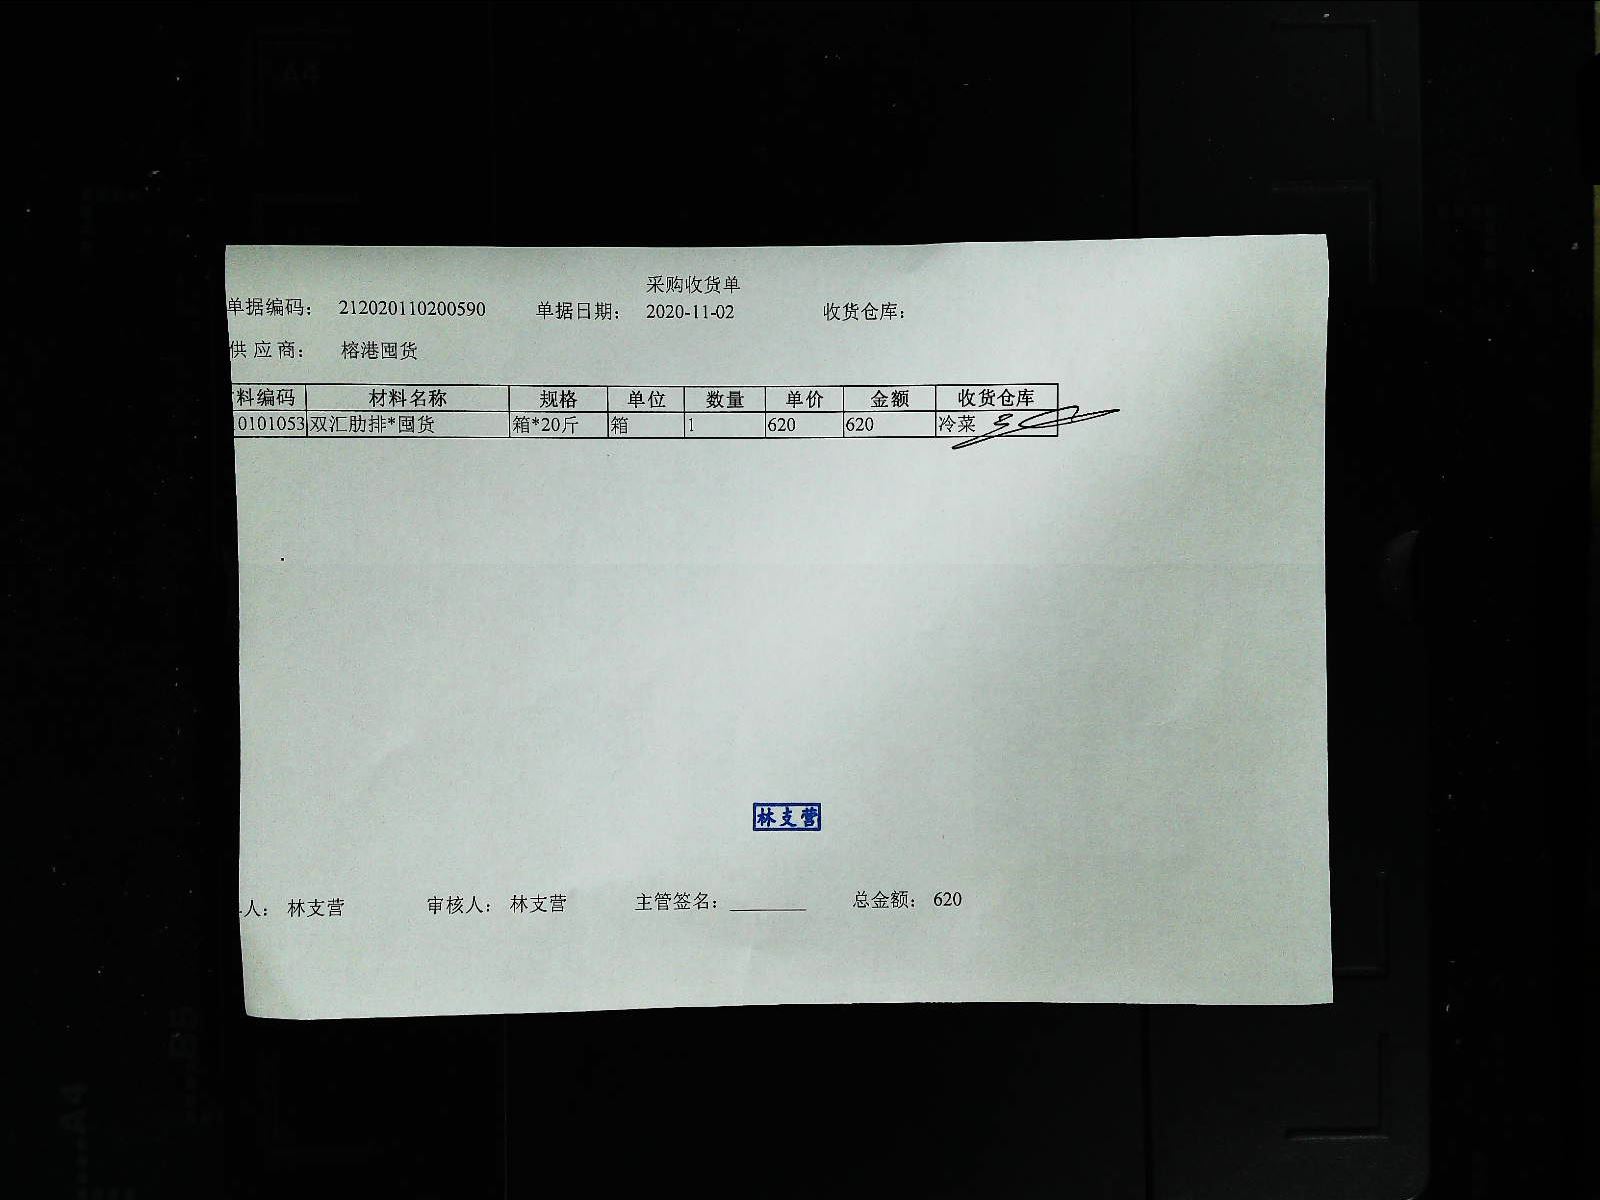 采购收货单
单据编码： 212020110200590 单据日期： 2020-11-02 收货仓库：
供 应 商： 榕港囤货
料编码 材料名称 规格 单位 数量 单价 金额 收货仓库
10101053 双汇肋排*囤货 箱*20斤 箱 1 620 620 冷菜
林支营
人： 林支营 审核人： 林支营 主管签名：________ 总金额： 620